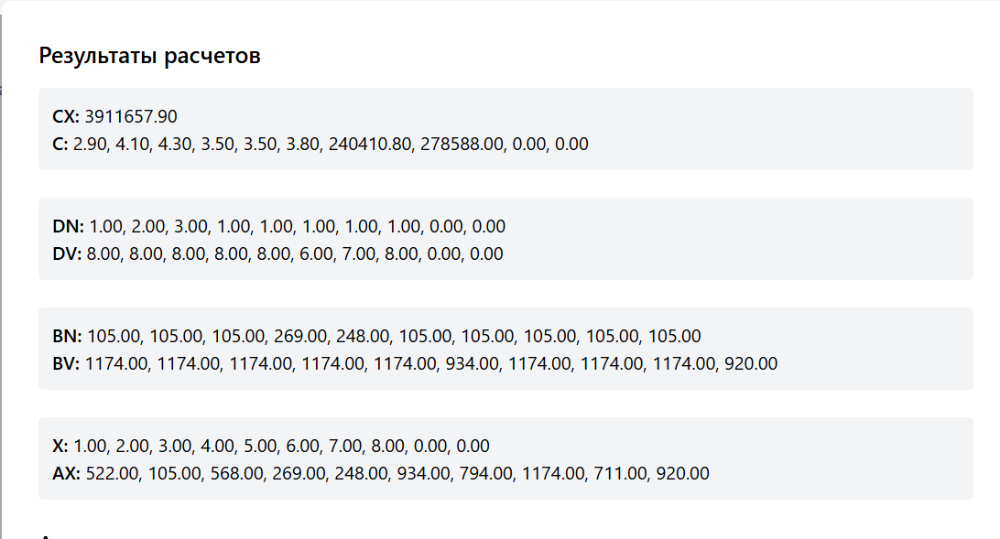 Результаты расчетов
CX: 3911657.90
C: 2.90, 4.10, 4.30, 3.50, 3.50, 3.80, 240410.80, 278588.00, 0.00, 0.00
DN: 1.00, 2.00, 3.00, 1.00, 1.00, 1.00, 1.00, 1.00, 0.00, 0.00
DV: 8.00, 8.00, 8.00, 8.00, 8.00, 6.00, 7.00, 8.00, 0.00, 0.00
BN: 105.00, 105.00, 105.00, 269.00, 248.00, 105.00, 105.00, 105.00, 105.00, 105.00
BV: 1174.00, 1174.00, 1174.00, 1174.00, 1174.00, 934.00, 1174.00, 1174.00, 1174.00, 920.00
X: 1.00, 2.00, 3.00, 4.00, 5.00, 6.00, 7.00, 8.00, 0.00, 0.00
AX: 522.00, 105.00, 568.00, 269.00, 248.00, 934.00, 794.00, 1174.00, 711.00, 920.00